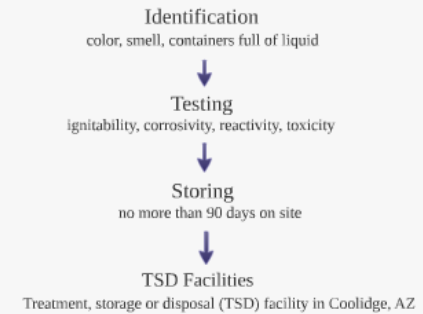 Identification
color, smell, containers full of liquid
Testing
ignitability, corrosivity, reactivity, toxicity
Storing
no more than 90 days on site
TSD Facilities
Treatment, storage or disposal (TSD) facility in Coolidge, AZ